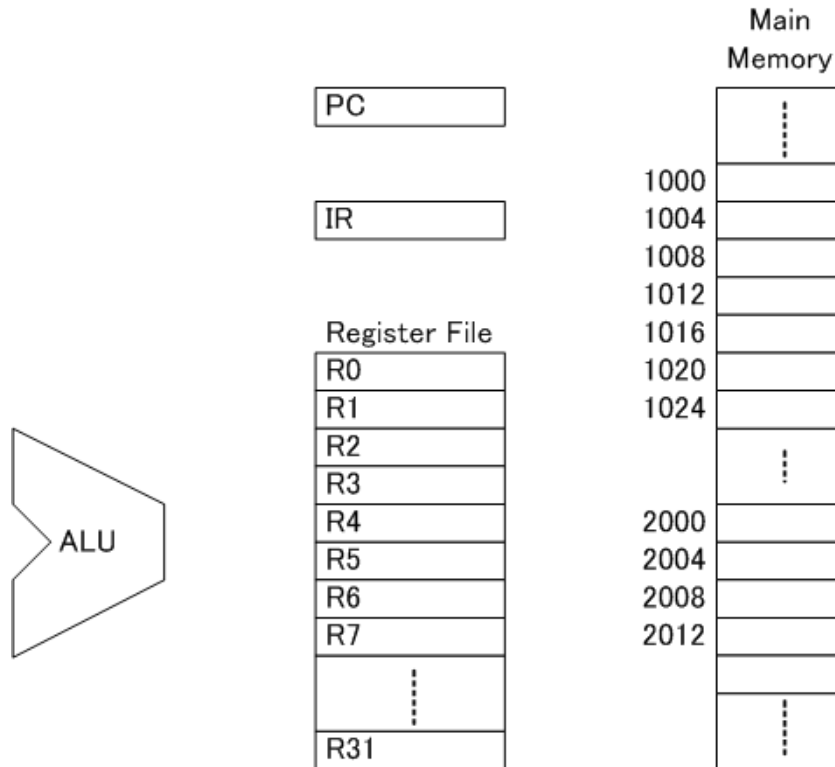 Main
Memory
PC
1000
IR
1004
1008
1012
Register File
1016
R0
1020
R1
1024
R2
R3
R4
2000
ALU
R5
2004
R6
2008
R7
2012
R31